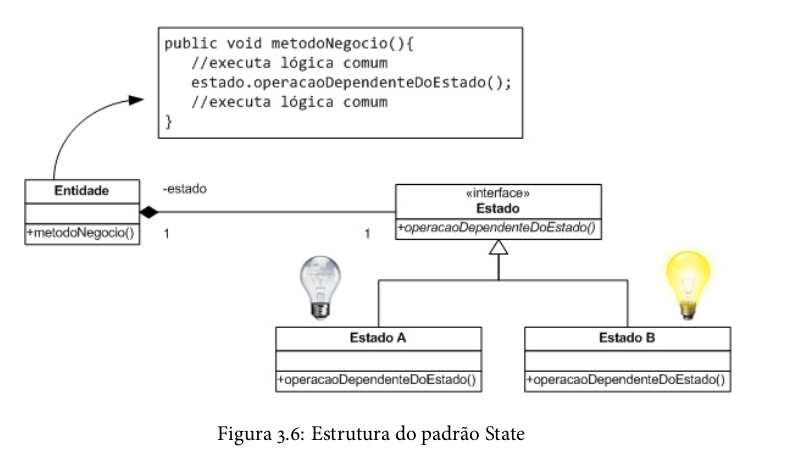 public void metodoNegocio(){
//executa lógica comum
estado.operacaoDependenteDoEstado();
//executa lógica comum
}
Entidade
+metodoNegocio()
-estado
1
1
«interface»
Estado
+operacaoDependenteDoEstado()
Estado A
+operacaoDependenteDoEstado()
Estado B
+operacaoDependenteDoEstado()
Figura 3.6: Estrutura do padrão State